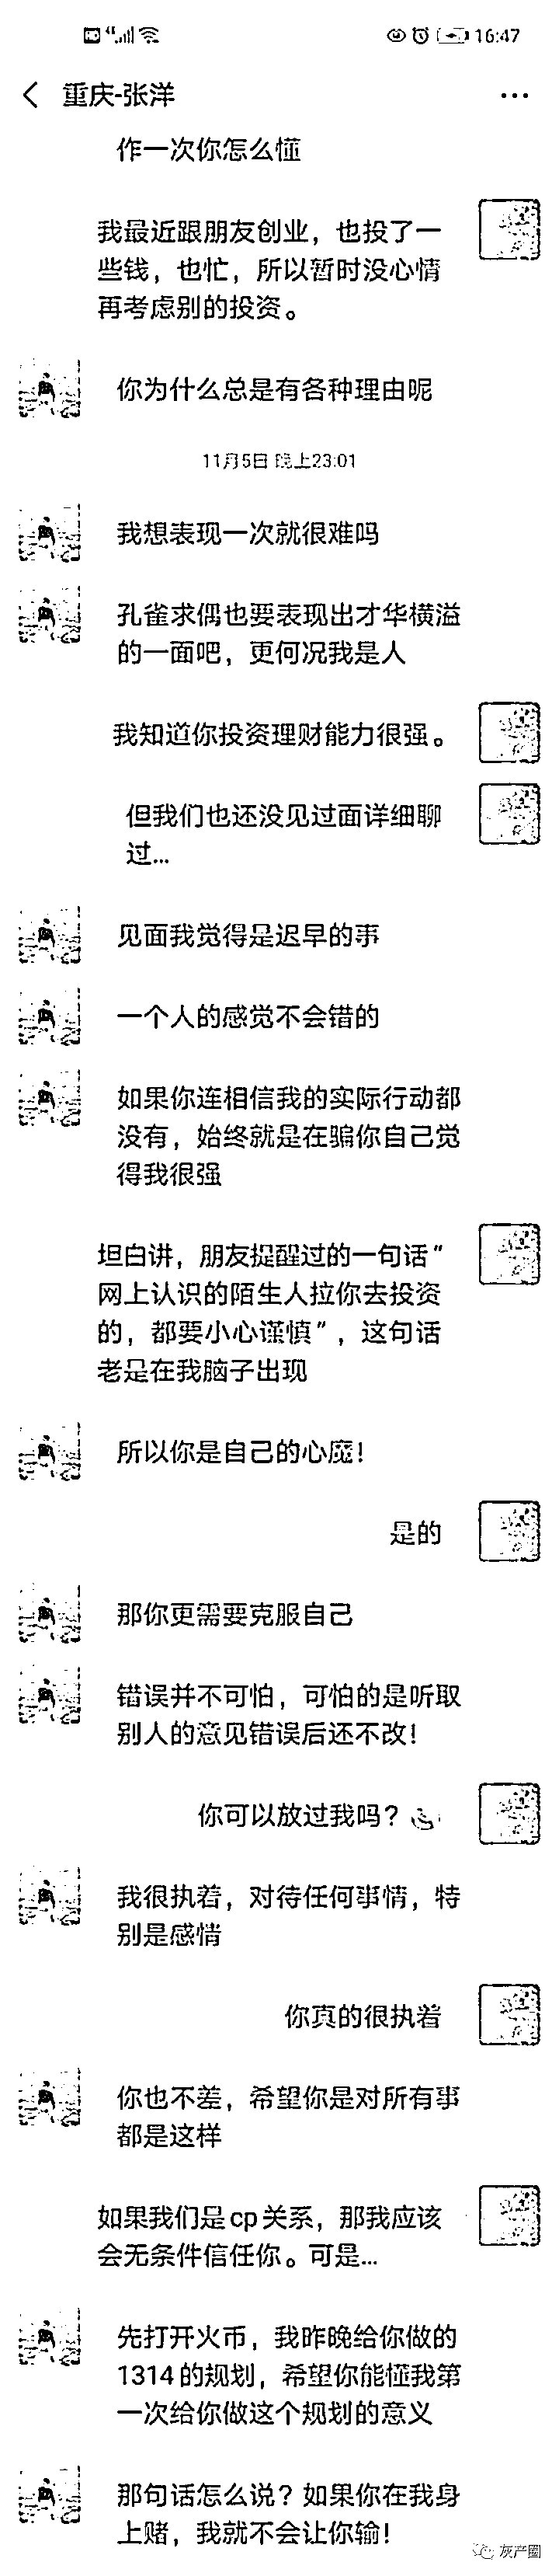 16:47
重庆-张洋
作一次你怎么懂
我最近跟朋友创业，也投了一
些钱，也忙，所以暂时没心情
再考虑别的投资。
你为什么总是有各种理由呢
11月5日 晚上23:01
我想表现一次就很难吗
孔雀求偶也要表现出才华横溢
的一面吧，更何况我是人
我知道你投资理财能力很强。
但我们也还没见过面详细聊
过...
见面我觉得是迟早的事
一个人的感觉不会错的
如果你连相信我的实际行动都
没有，始终就是在骗你自己觉
得我很强
坦白讲，朋友提醒过的一句话“
网上认识的陌生人拉你去投资
的，都要小心谨慎”，这句话
老是在我脑子出现
所以你是自己的心魔！
是的
那你更需要克服自己
错误并不可怕，可怕的是听取
别人的意见错误后还不改！
你可以放过我吗？
我很执着，对待任何事情，特
别是感情
你真的很执着
你也不差，希望你是对所有事
都是这样
如果我们是cp关系，那我应该
会无条件信任你。可是...
先打开火币，我昨晚给你做的
1314的规划，希望你能懂我第
一次给你做这个规划的意义
那句话怎么说？如果你在我身
上赌，我就不会让你输！
灰产圈